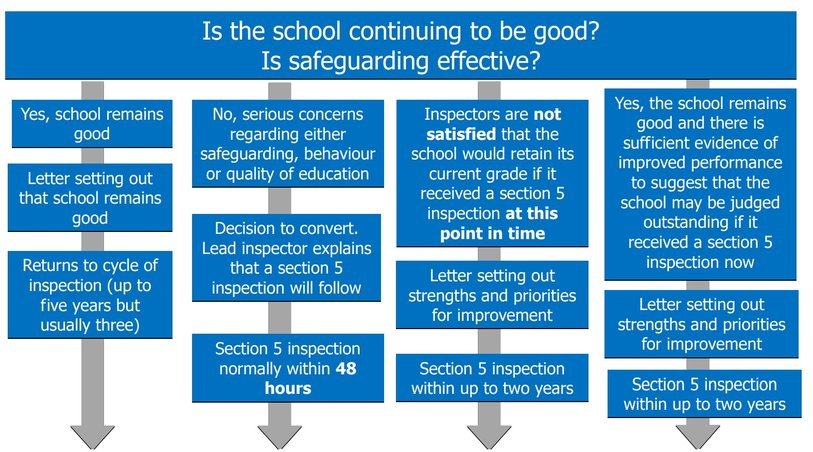 Is the school continuing to be good?
Is safeguarding effective?
Yes, school remains
good
Letter setting out
that school remains
good
Returns to cycle of
inspection (up to
five years but
usually three)
No, serious concerns
regarding either
safeguarding, behaviour
or quality of education
Decision to convert.
Lead inspector explains
that a section 5
inspection will follow
Section 5 inspection
normally within 48
hours
Inspectors are not
satisfied that the
school would retain its
current grade if it
received a section 5
inspection at this
point in time
Letter setting out
strengths and priorities
for improvement
Section 5 inspection
within up to two years
Yes, the school remains
good and there is
sufficient evidence of
improved performance
to suggest that the
school may be judged
outstanding if it
received a section 5
inspection now
Letter setting out
strengths and priorities
for improvement
Section 5 inspection
within up to two years